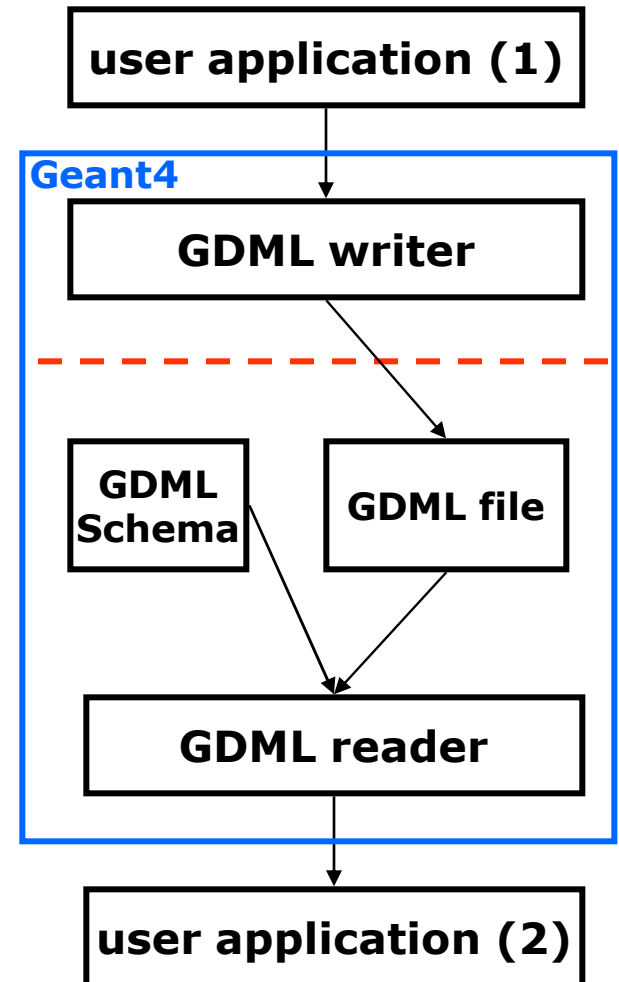 user application (1)
Geant4
GDML writer
GDML
Schema
GDML file
GDML reader
user application (2)